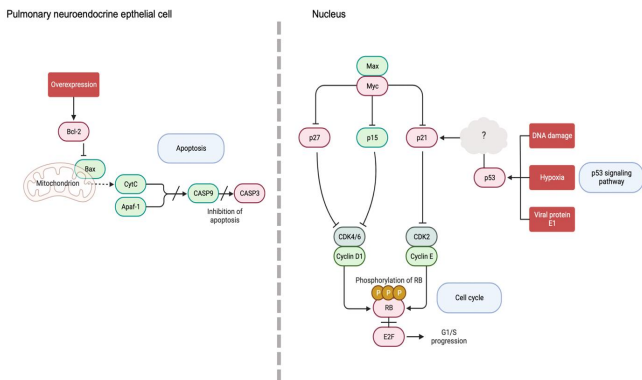 Pulmonary neuroendocrine epthelial cell
Nucleus
Overexpression
Bcl-2
Bax
Mitochondrion
Apoptosis
CytC
Apaf-1
CASP9
CASP3
Inhibition of
apoptosis
Max
Myc
p27
p15
p21
?
p53
DNA damage
Hypoxia
Viral protein
E1
p53 signaling
pathway
CDK4/6
Cyclin D1
CDK2
Cyclin E
Phosphorylation of RB
P P P
RB
E2F
G1/S
progression
Cell cycle